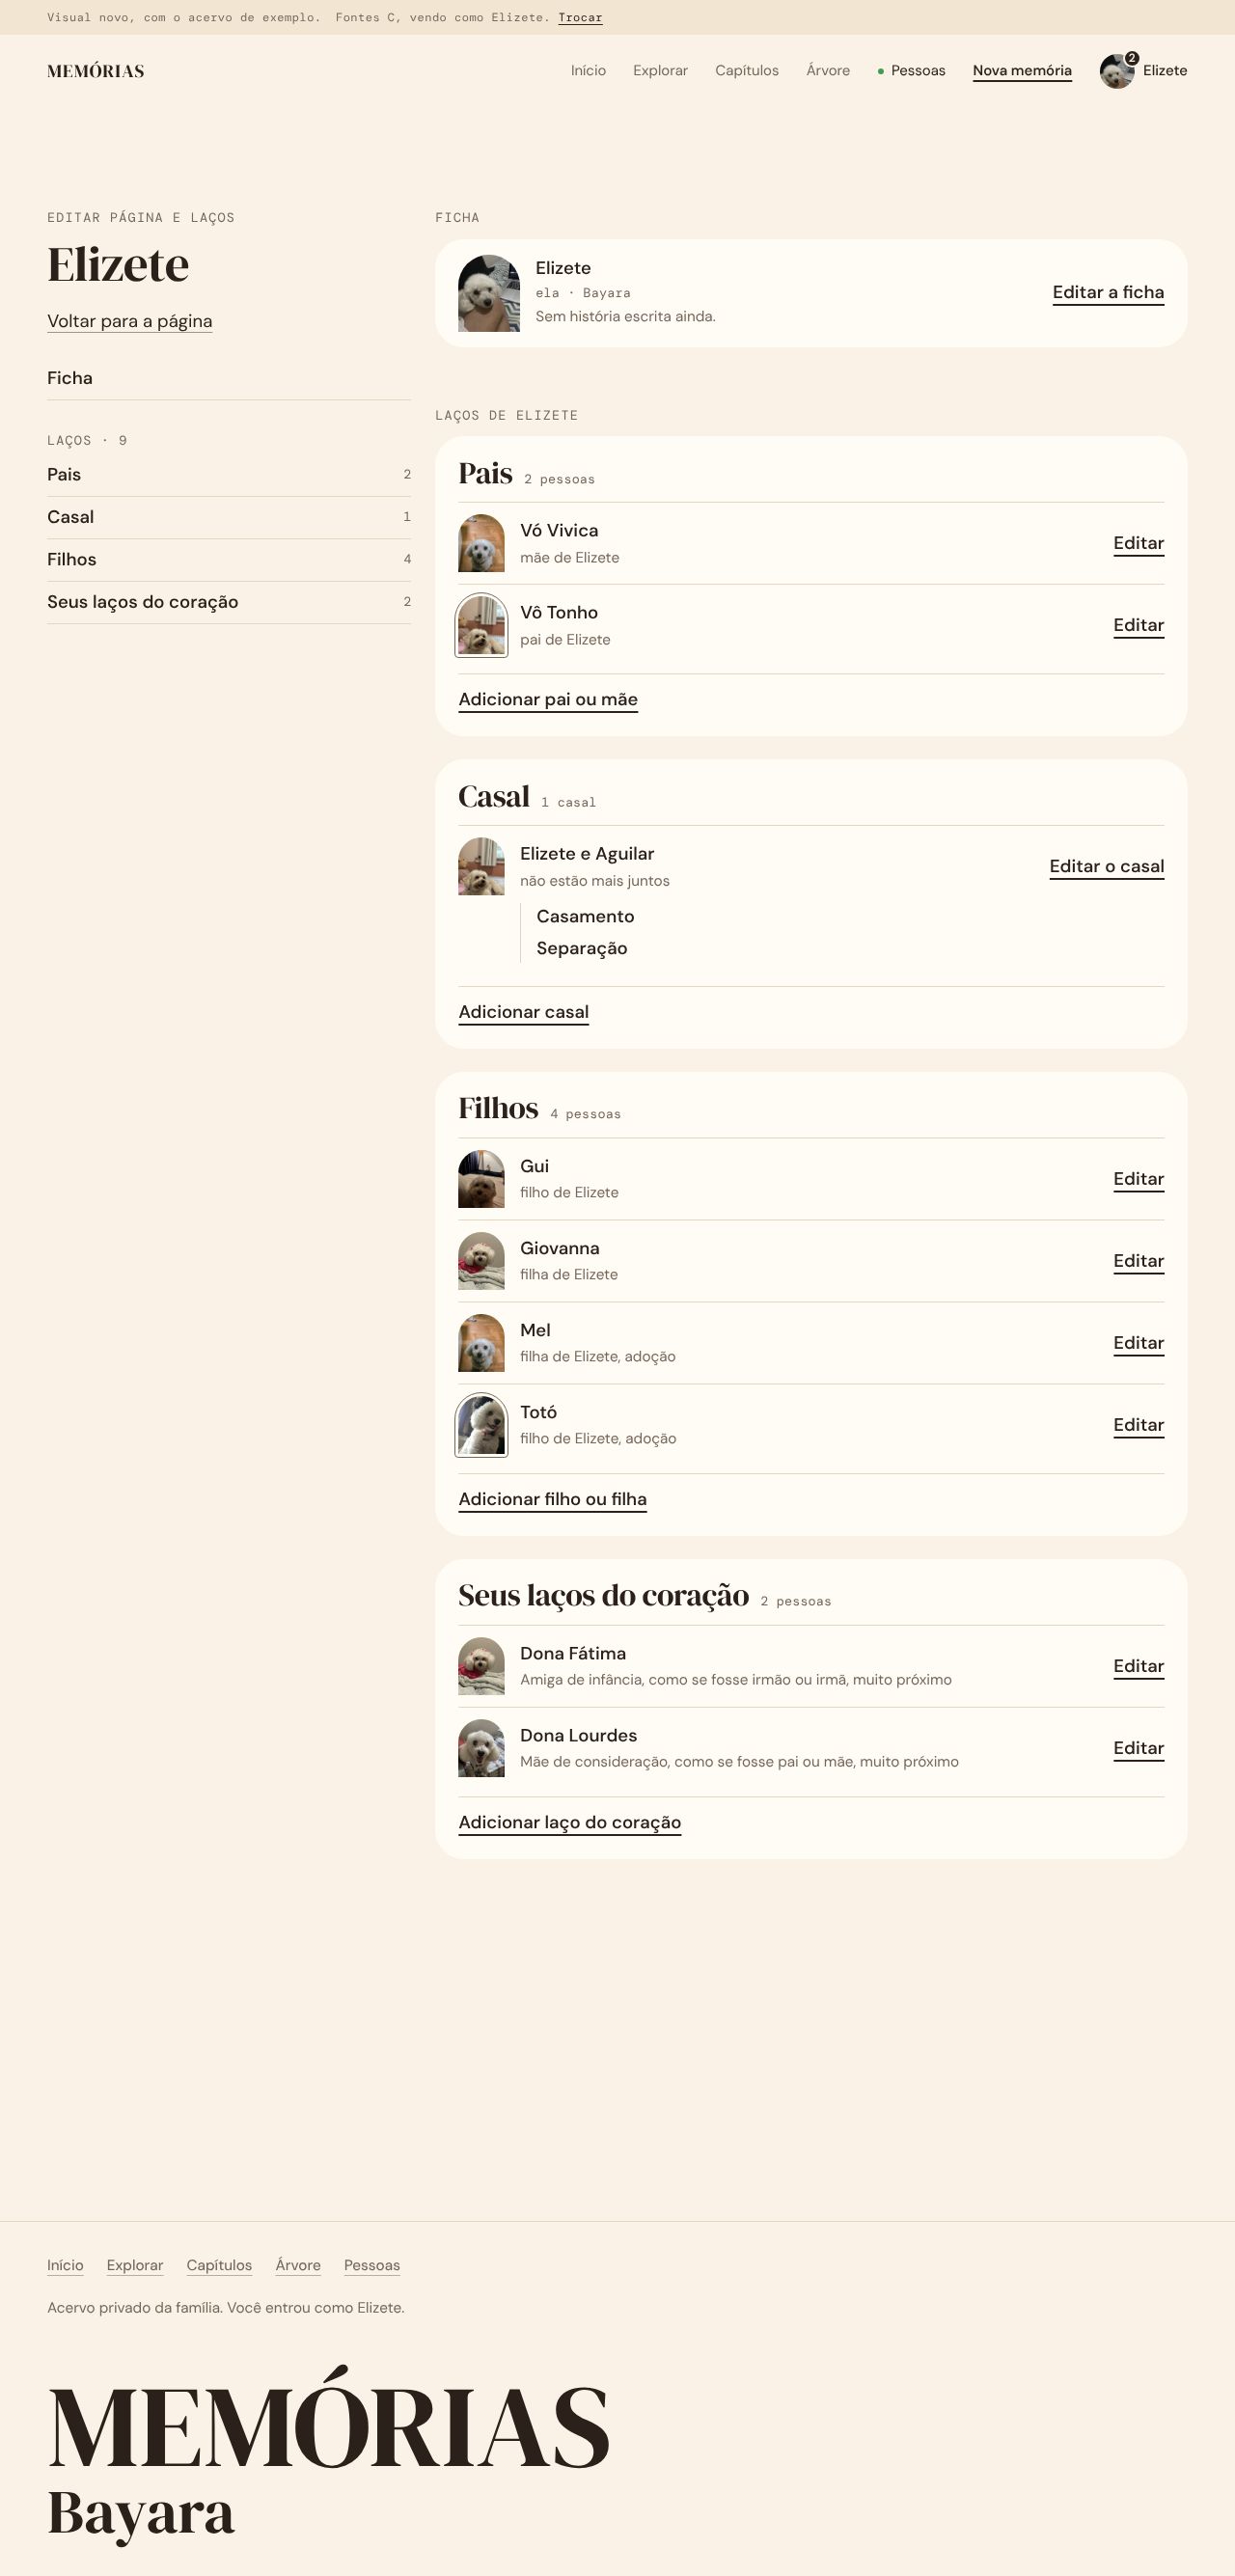 Visual novo, com o acervo de exemplo. Fontes C, vendo como Elizete. Trocar
MEMÓRIAS
Início Explorar Capítulos Árvore Pessoas Nova memória 2 Elizete
EDITAR PÁGINA E LAÇOS
Elizete
Voltar para a página
Ficha
LAÇOS · 9
Pais 2
Casal 1
Filhos 4
Seus laços do coração 2
FICHA
Elizete
ela · Bayara
Sem história escrita ainda.
Editar a ficha
LAÇOS DE ELIZETE
Pais 2 pessoas
Vó Vivica
mãe de Elizete
Editar
Vô Tonho
pai de Elizete
Editar
Adicionar pai ou mãe
Casal 1 casal
Elizete e Aguilar
não estão mais juntos
Editar o casal
Casamento
Separação
Adicionar casal
Filhos 4 pessoas
Gui
filho de Elizete
Editar
Giovanna
filha de Elizete
Editar
Mel
filha de Elizete, adoção
Editar
Totó
filho de Elizete, adoção
Editar
Adicionar filho ou filha
Seus laços do coração 2 pessoas
Dona Fátima
Amiga de infância, como se fosse irmão ou irmã, muito próximo
Editar
Dona Lourdes
Mãe de consideração, como se fosse pai ou mãe, muito próximo
Editar
Adicionar laço do coração
Início Explorar Capítulos Árvore Pessoas
Acervo privado da família. Você entrou como Elizete.
MEMÓRIAS
Bayara